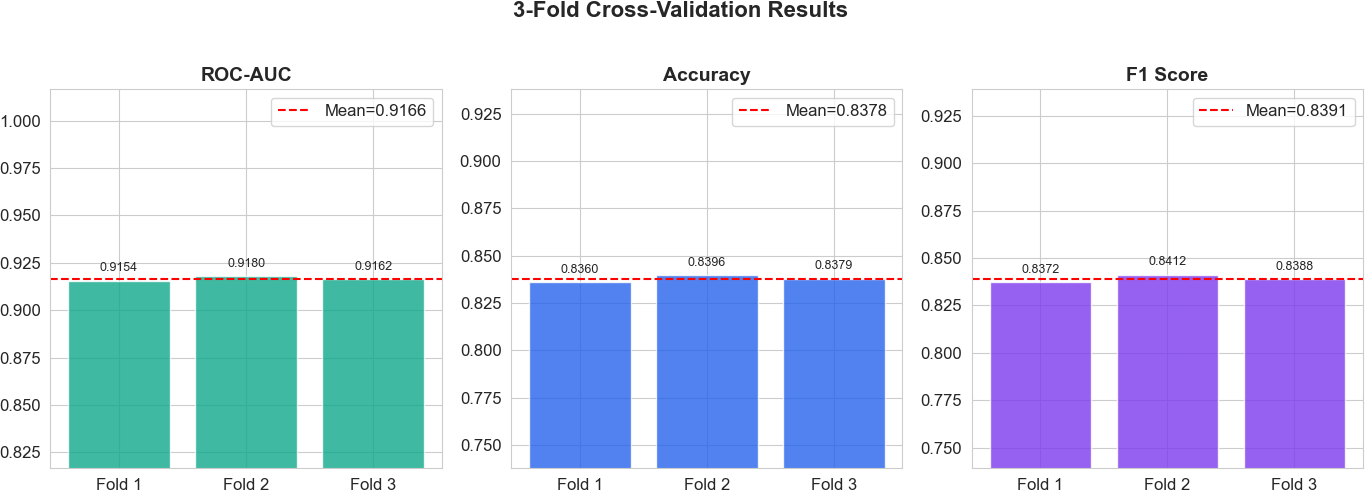 3-Fold Cross-Validation Results
ROC-AUC
Mean=0.9166
1.000
0.975
0.950
0.925
0.900
0.875
0.850
0.825
0.9154
0.9180
0.9162
Fold 1
Fold 2
Fold 3
Accuracy
Mean=0.8378
0.925
0.900
0.875
0.850
0.825
0.800
0.775
0.750
0.8360
0.8396
0.8379
Fold 1
Fold 2
Fold 3
F1 Score
Mean=0.8391
0.925
0.900
0.875
0.850
0.825
0.800
0.775
0.750
0.8372
0.8412
0.8388
Fold 1
Fold 2
Fold 3